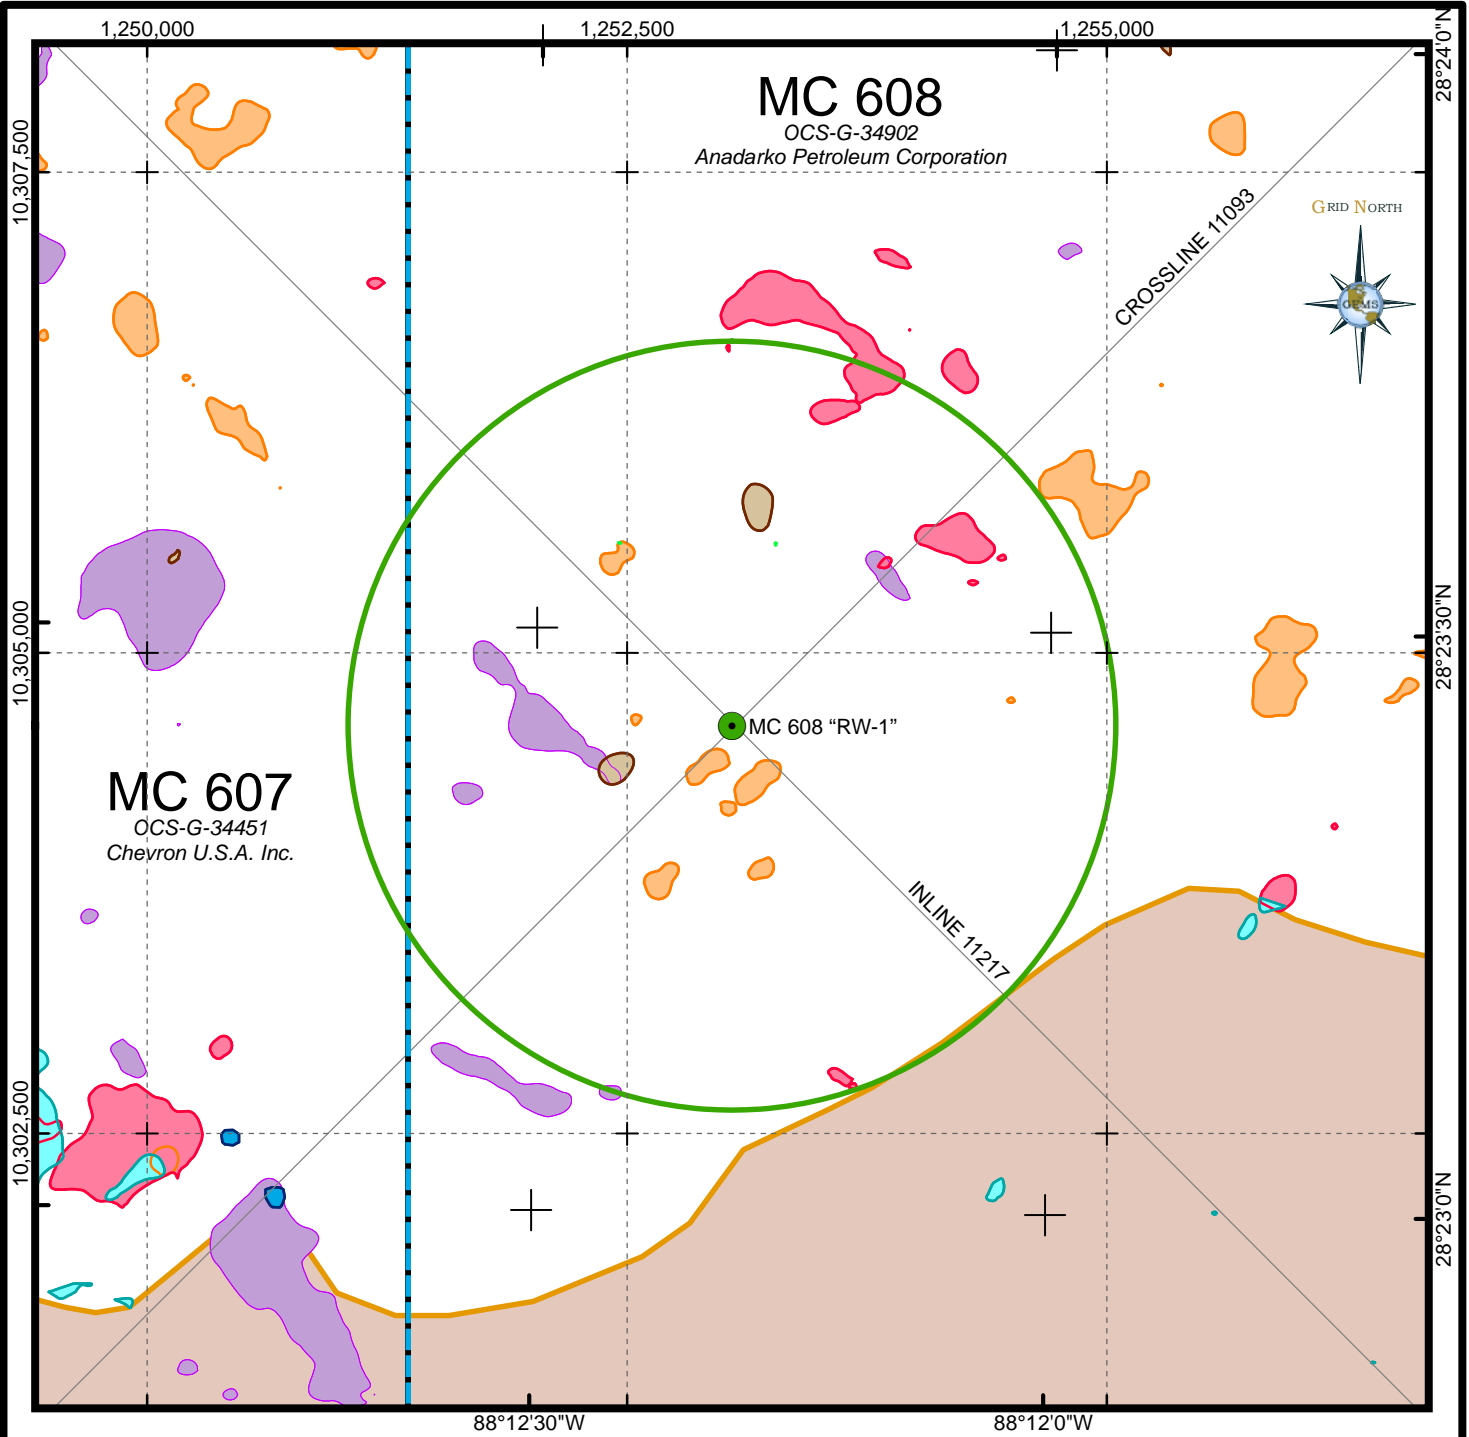 1,250,000
1,252,500
1,255,000
28°24'0"N
MC 608
OCS-G-34902
Anadarko Petroleum Corporation
10,307,500
CROSSLINE 11093
GRID NORTH
GEMS
10,305,000
28°23'30"N
MC 608 “RW-1”
MC 607
OCS-G-34451
Chevron U.S.A. Inc.
INLINE 11217
10,302,500
28°23'0"N
88°12'30"W
88°12'0"W